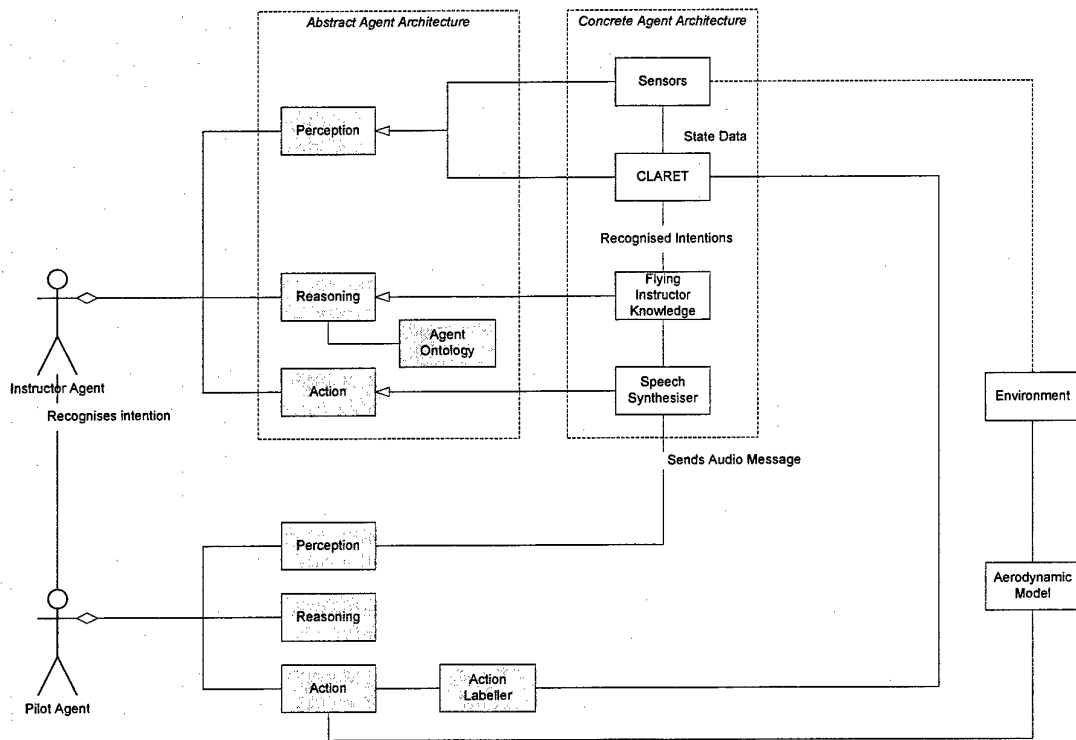 Abstract Agent Architecture
Concrete Agent Architecture
Sensors
Perception
State Data
CLARET
Recognised Intentions
Reasoning
Flying
Instructor
Knowledge
Agent
Ontology
Instructor Agent
Action
Speech
Synthesiser
Environment
Recognises intention
Sends Audio Message
Perception
Aerodynamic
Model
Reasoning
Action
Action
Labeller
Pilot Agent